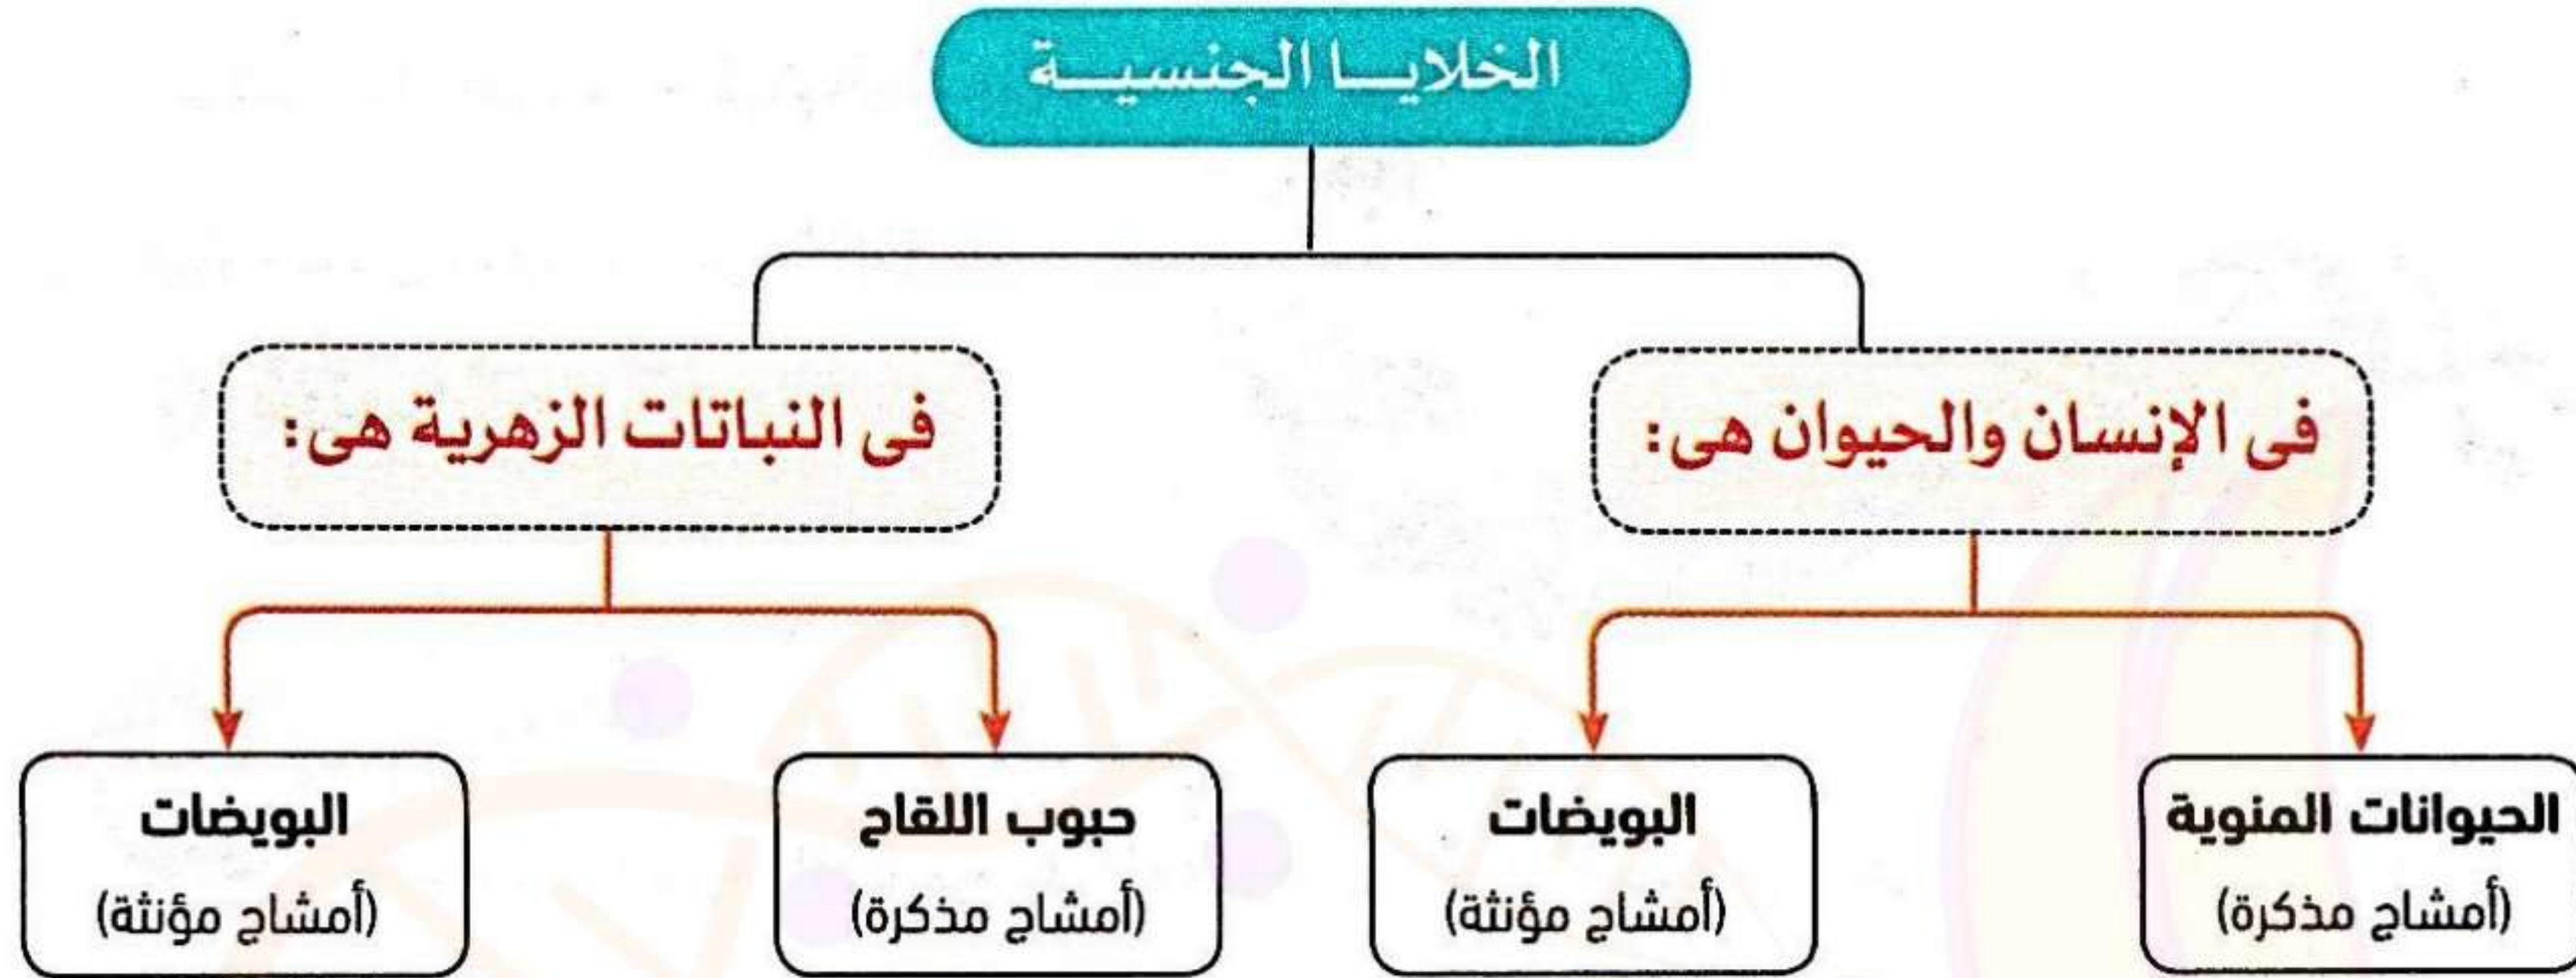 الخلايا الجنسية
فى الإنسان والحيوان هى:
فى النباتات الزهرية هى:
الحيوانات المنوية
(أمشاج مذكرة)
البويضات
(أمشاج مؤنثة)
حبوب اللقاح
(أمشاج مذكرة)
البويضات
(أمشاج مؤنثة)